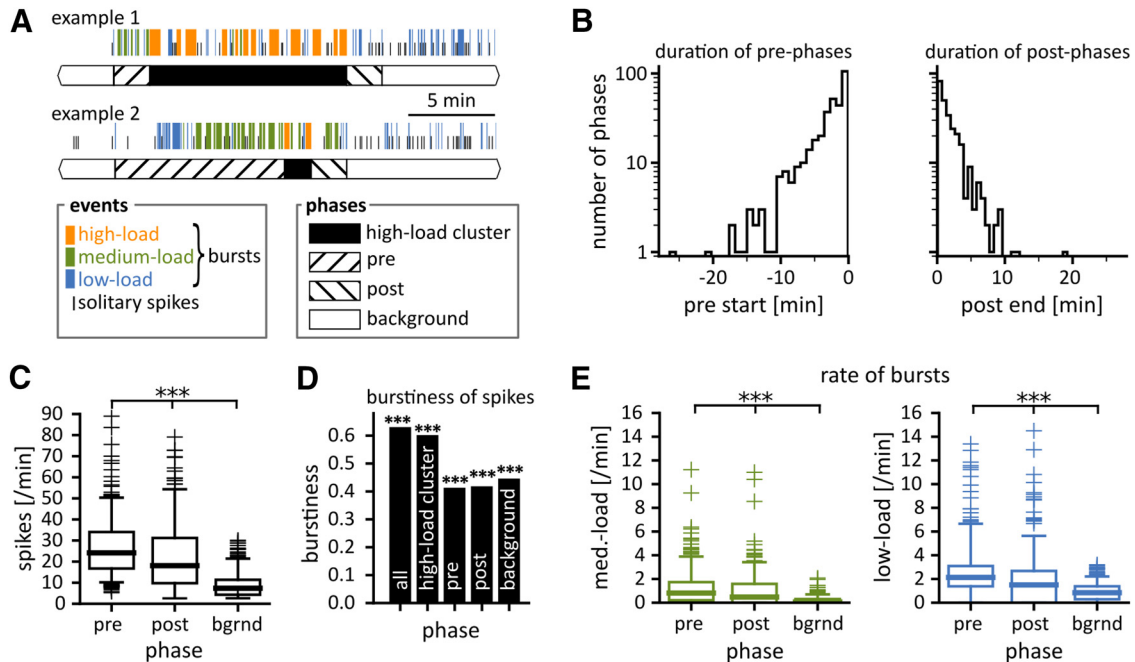 A
example 1
example 2
5 min
events
high-load
medium-load
low-load
bursts
solitary spikes
phases
high-load cluster
pre
post
background
B
duration of pre-phases
duration of post-phases
number of phases
100
10
1
-20
-10
0
pre start [min]
0
10
20
post end [min]
C
***
spikes [/min]
90
80
70
60
50
40
30
20
10
0
pre
post
bgrnd
phase
D
burstiness of spikes
burstiness
0.6
0.5
0.4
0.3
0.2
0.1
0.0
***
***
***
***
***
all
high-load cluster
pre
post
background
phase
E
rate of bursts
***
med.-load [/min]
16
14
12
10
8
6
4
2
0
pre
post
bgrnd
phase
***
low-load [/min]
16
14
12
10
8
6
4
2
0
pre
post
bgrnd
phase